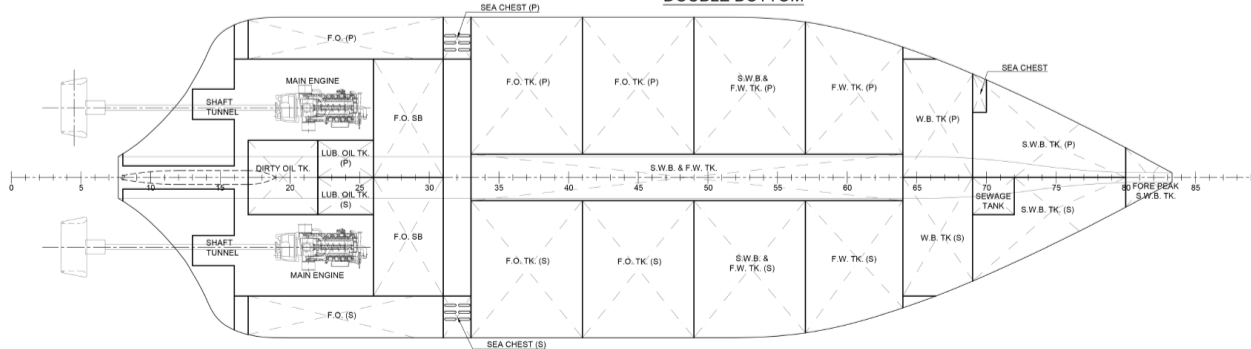 DOUBLE BOTTOM
SEA CHEST (P)
F.O. (P)
MAIN ENGINE
SHAFT
TUNNEL
F.O. SB
F.O. TK. (P)
F.O. TK. (P)
S.W.B.&
F.W. TK. (P)
F.W. TK. (P)
W.B. TK (P)
SEA CHEST
S.W.B. TK. (P)
DIRTY OIL TK.
LUB. OIL TK.
(P)
S.W.B. & F.W. TK.
0 5 10 15 20 25 30 35 40 45 50 55 60 65 70 75 80 85
LUB. OIL TK.
(S)
SEWAGE
TANK
S.W.B. TK. (S)
FORE PEAK
S.W.B. TK.
SHAFT
TUNNEL
MAIN ENGINE
F.O. SB
F.O. TK. (S)
F.O. TK. (S)
S.W.B. &
F.W. TK. (S)
F.W. TK. (S)
W.B. TK (S)
F.O. (S)
SEA CHEST (S)